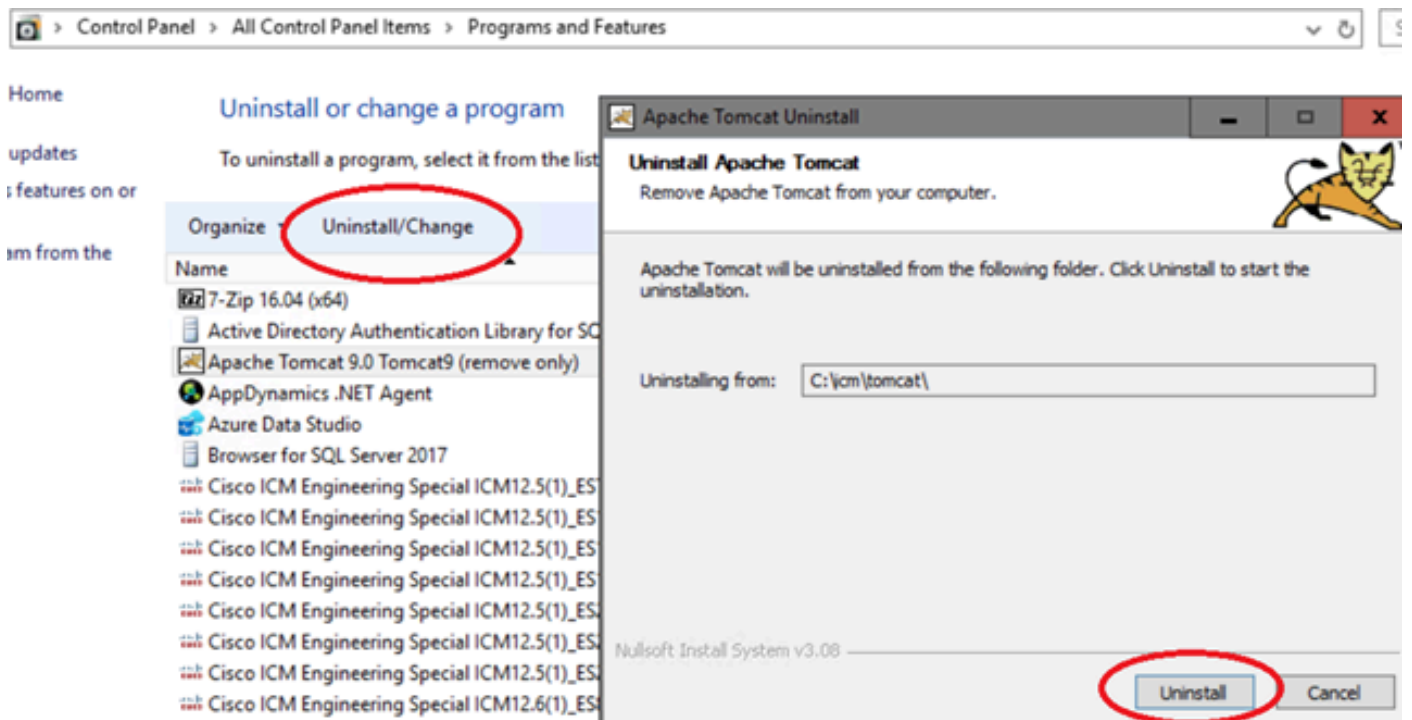 Control Panel > All Control Panel Items > Programs and Features
Home
updates
features on or
from the
Uninstall or change a program
To uninstall a program, select it from the list
Organize Uninstall/Change
Name
7-Zip 16.04 (x64)
Active Directory Authentication Library for SQ
Apache Tomcat 9.0 Tomcat9 (remove only)
AppDynamics .NET Agent
Azure Data Studio
Browser for SQL Server 2017
Cisco ICM Engineering Special ICM12.5(1)_ES
Cisco ICM Engineering Special ICM12.5(1)_ES
Cisco ICM Engineering Special ICM12.5(1)_ES
Cisco ICM Engineering Special ICM12.5(1)_ES
Cisco ICM Engineering Special ICM12.5(1)_ES
Cisco ICM Engineering Special ICM12.5(1)_ES
Cisco ICM Engineering Special ICM12.5(1)_ES
Cisco ICM Engineering Special ICM12.6(1)_ES
Apache Tomcat Uninstall
Uninstall Apache Tomcat
Remove Apache Tomcat from your computer.
Apache Tomcat will be uninstalled from the following folder. Click Uninstall to start the
uninstallation.
Uninstalling from: C:\icm\tomcat\
Nullsoft Install System v3.08
Uninstall Cancel